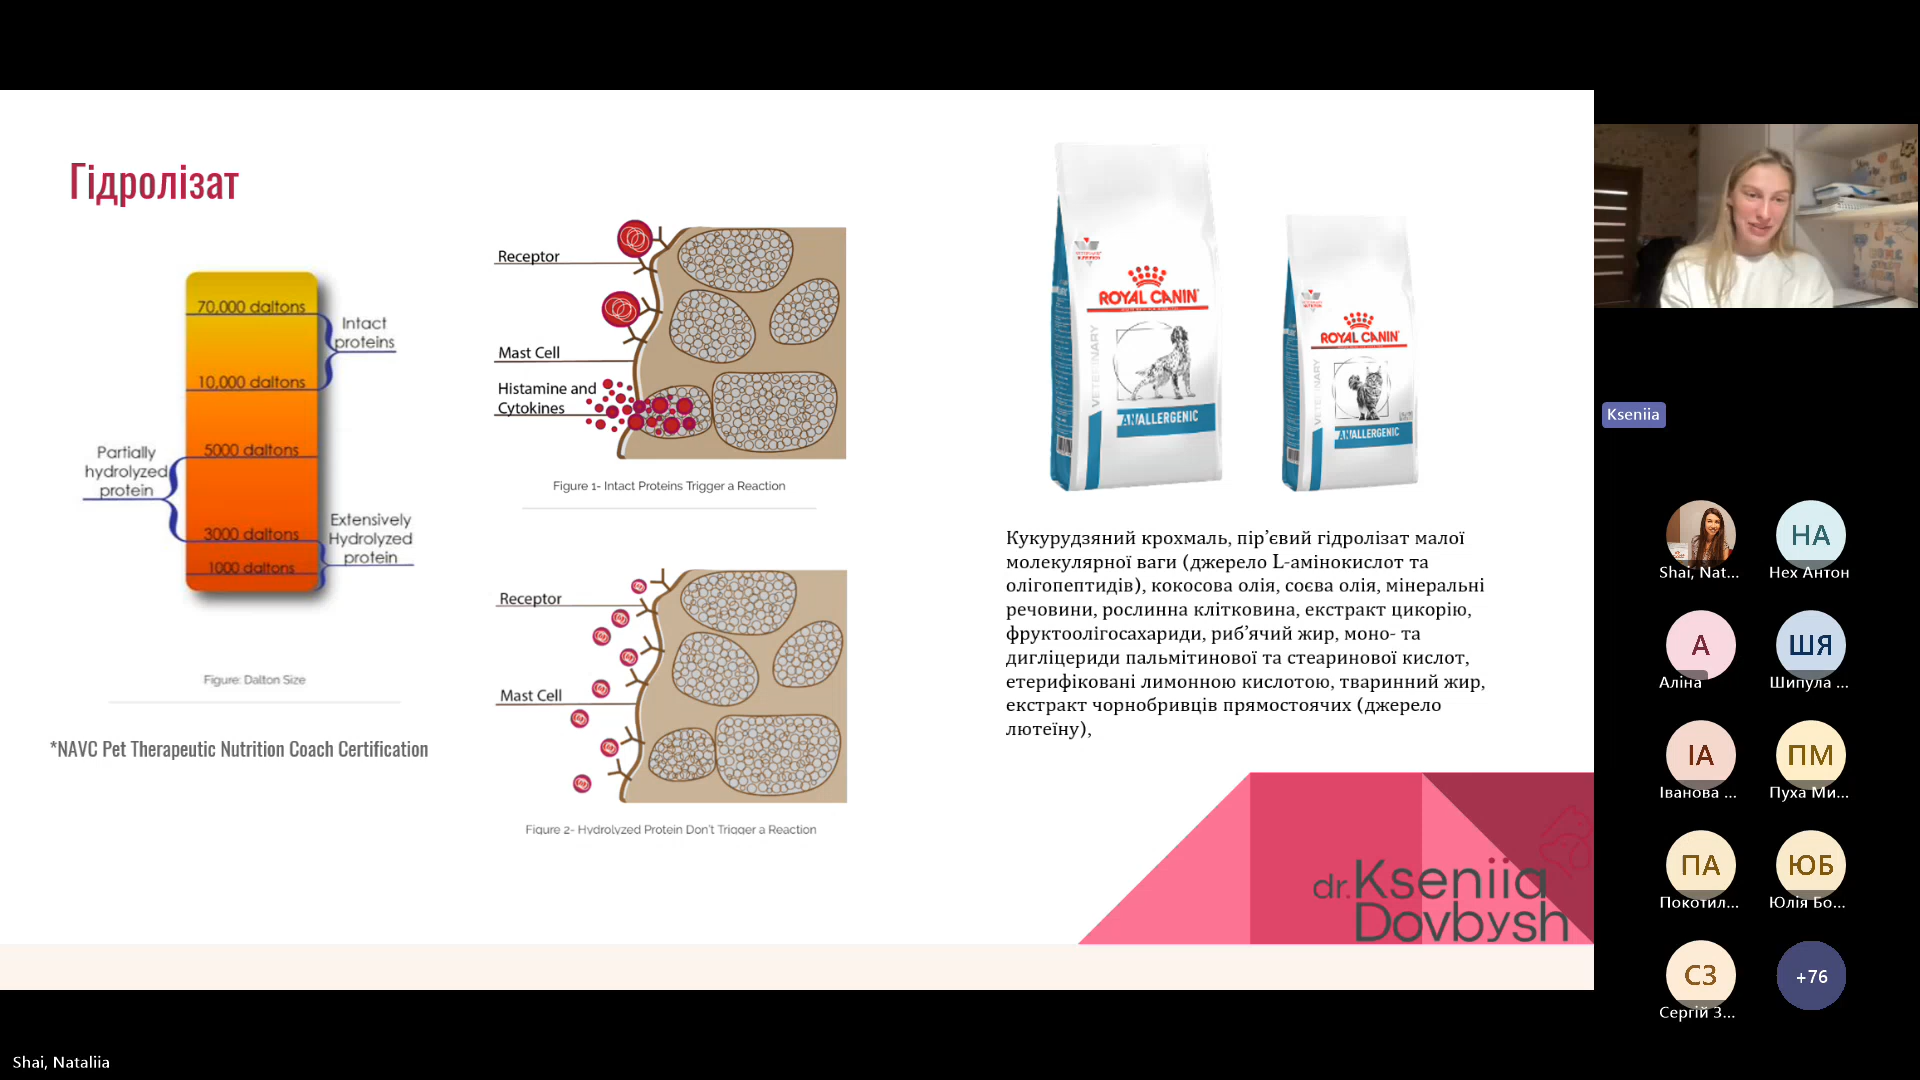 Гідролізат
70,000 daltons
Intact
proteins
10,000 daltons
Partially
hydrolyzed
protein
5000 daltons
3000 daltons
Extensively
Hydrolyzed
protein
1000 daltons
Figure: Dalton Size
*NAVC Pet Therapeutic Nutrition Coach Certification
Receptor
Mast Cell
Histamine and
Cytokines
Figure 1- Intact Proteins Trigger a Reaction
Receptor
Mast Cell
Figure 2- Hydrolyzed Protein Don't Trigger a Reaction
ROYAL CANIN
VETERINARY
ANALLERGENIC
ROYAL CANIN
VETERINARY
ANALLERGENIC
Кукурудзяний крохмаль, пір’євий гідролізат малої
молекулярної ваги (джерело L-амінокислот та
олігопептидів), кокосова олія, соєва олія, мінеральні
речовини, рослинна клітковина, екстракт цикорію,
фруктоолігосахариди, риб’ячий жир, моно- та
дигліцериди пальмітинової та стеаринової кислот,
етерифіковані лимонною кислотою, тваринний жир,
екстракт чорнобривців прямостоячих (джерело
лютеїну),
dr.Kseniia
Dovbysh
Kseniia
Shai, Nat...
НА
Нех Антон
А
Аліна
ШЯ
Шипула ...
ІА
Іванова ...
ПМ
Пуха Ми...
ПА
Покотил...
ЮБ
Юлія Бо...
СЗ
Сергій З...
+76
Shai, Nataliia